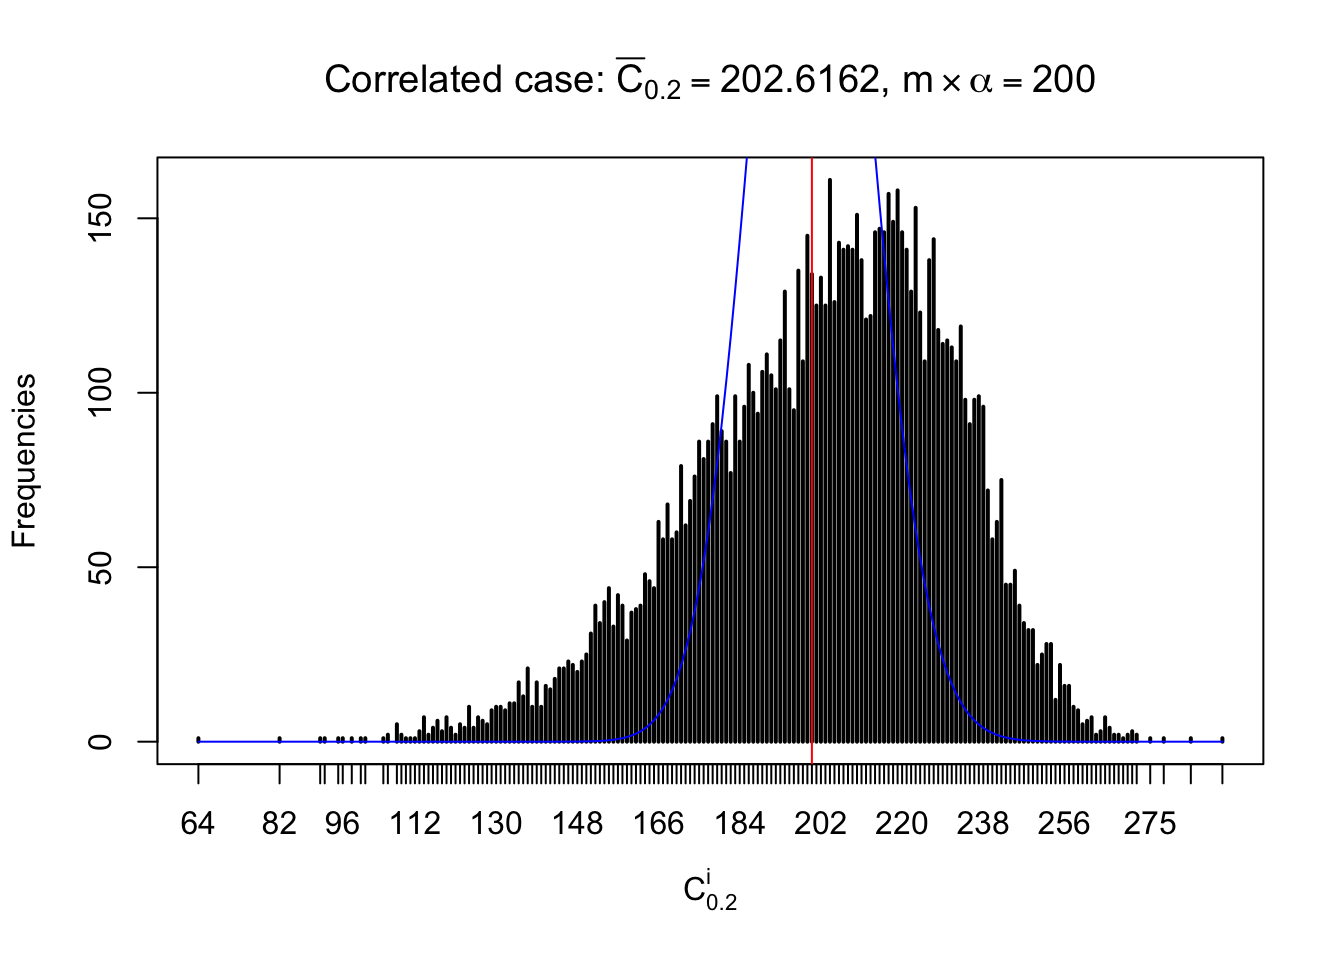 Correlated case: C̅0.2 = 202.6162, m × α = 200
Frequencies
150
100
50
0
64 82 96 112 130 148 166 184 202 220 238 256 275
C^i_0.2